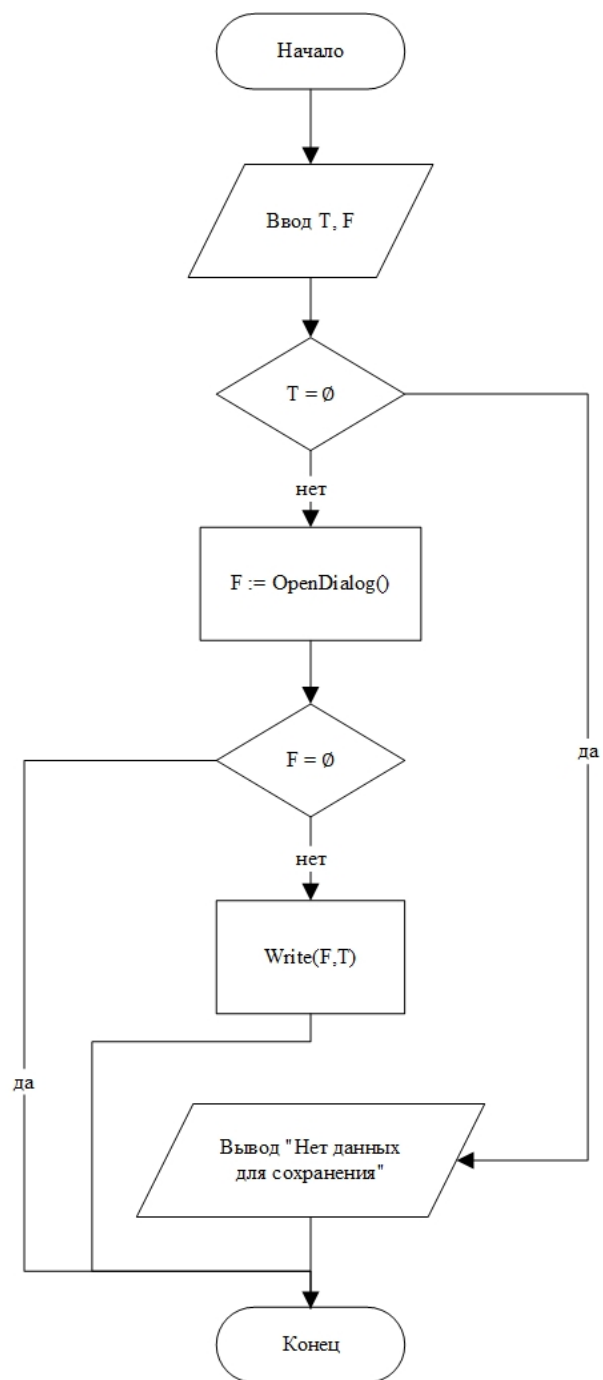 Начало
Ввод T, F
T = Ø
нет
F := OpenDialog()
да
F = Ø
нет
Write(F,T)
да
Вывод "Нет данных
для сохранения"
Конец